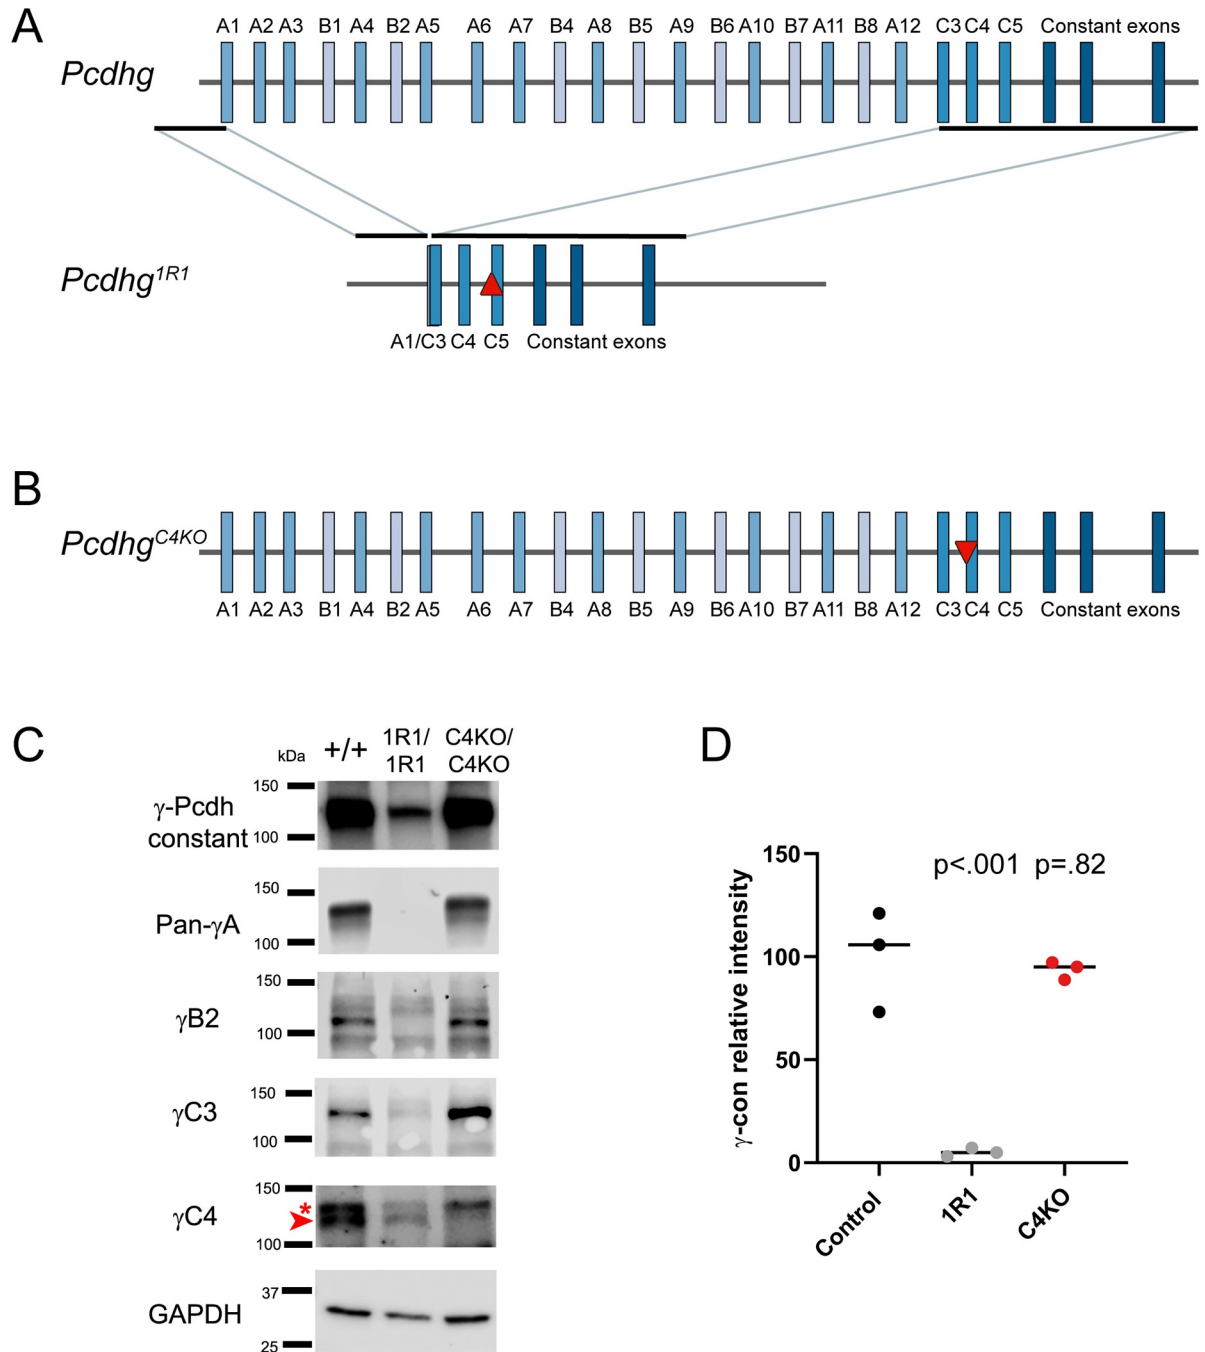 A
A1 A2 A3 B1 A4 B2 A5 A6 A7 B4 A8 B5 A9 B6 A10 B7 A11 B8 A12 C3 C4 C5 Constant exons
Pcdhg
Pcdhg1R1
A1/C3 C4 C5 Constant exons
B
PcdhgC4KO
A1 A2 A3 B1 A4 B2 A5 A6 A7 B4 A8 B5 A9 B6 A10 B7 A11 B8 A12 C3 C4 C5 Constant exons
C
kDa
+/+
1R1/
1R1
C4KO/
C4KO
γ-Pcdh
constant
150
100
Pan-γA
150
100
γB2
150
100
γC3
150
100
γC4
150
*
100
GAPDH
37
25
D
γ-con relative intensity
150
100
50
0
p<.001 p=.82
Control
1R1
C4KO